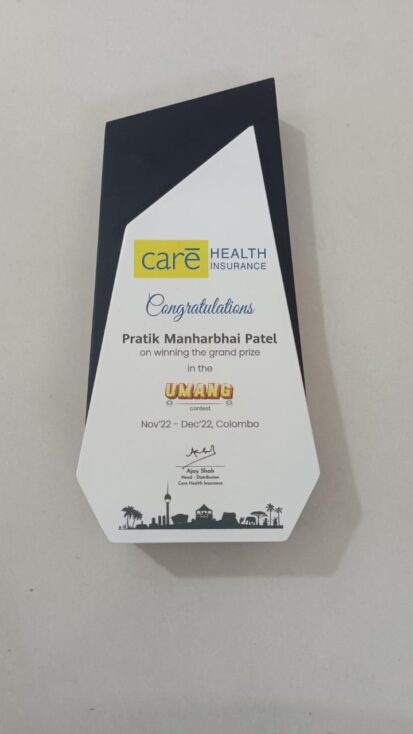 carē HEALTH
INSURANCE
Congratulations
Pratik Manharbhai Patel
on winning the grand prize
in the
UMANG
contest
Nov'22 - Dec'22, Colombo
Ajay Shah
Head - Distribution
Care Health Insurance